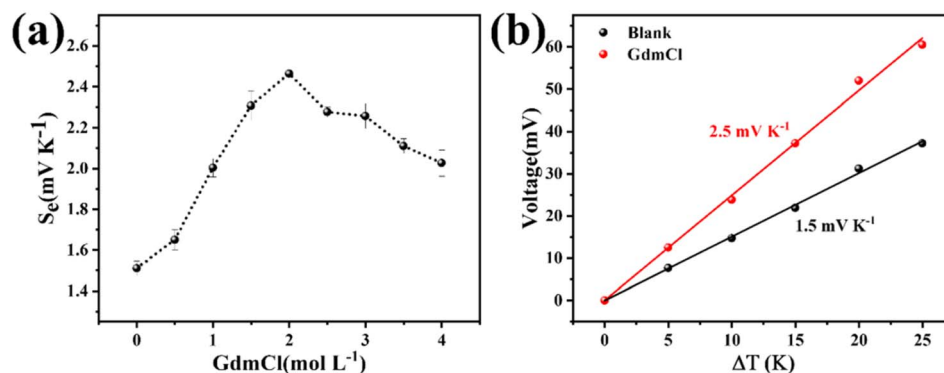 (a)
2.6
2.4
2.2
2.0
1.8
1.6
1.4
Se(mV K-1)
0
1
2
3
4
GdmCl(mol L-1)
(b)
Blank
GdmCl
60
50
40
30
20
10
0
Voltage(mV)
2.5 mV K-1
1.5 mV K-1
0
5
10
15
20
25
ΔT (K)